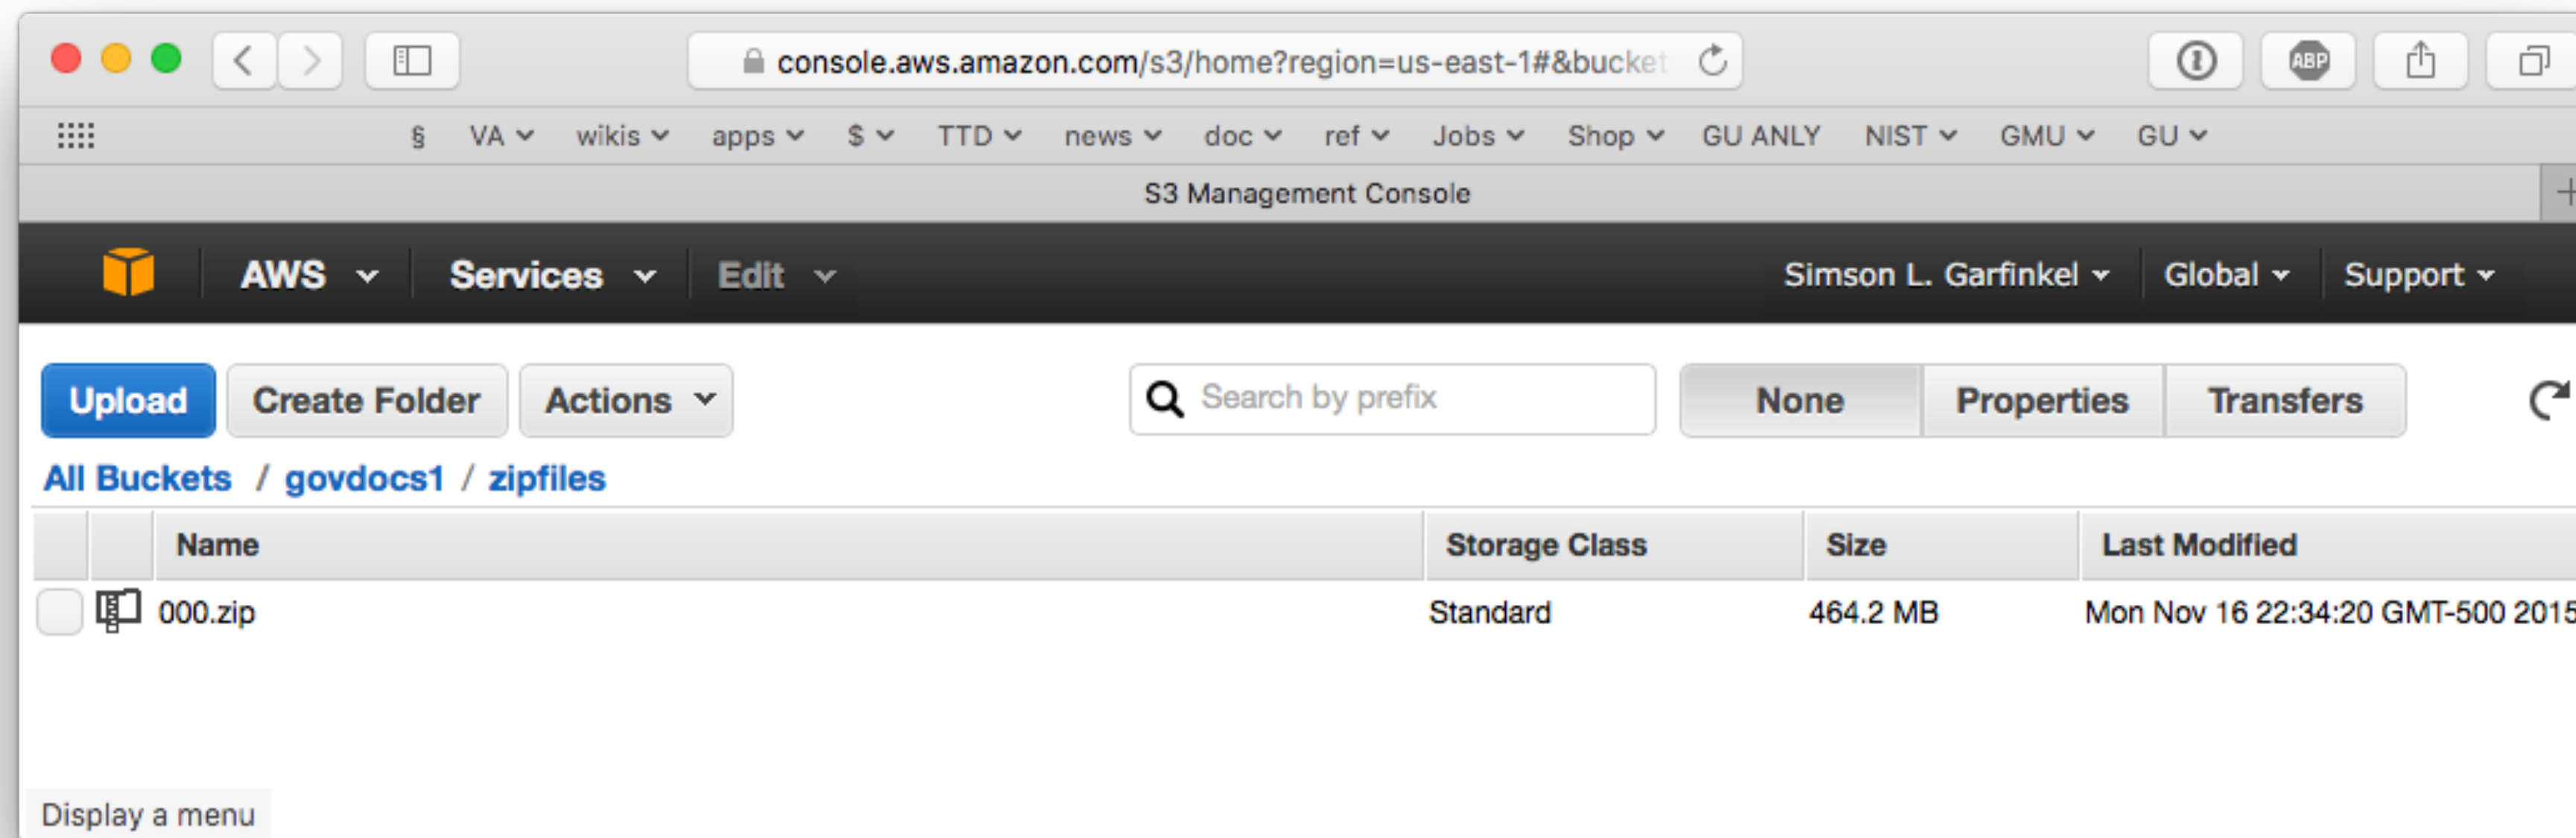 console.aws.amazon.com/s3/home?region=us-east-1#&bucket
ABP
§ VA wikis apps $ TTD news doc ref Jobs Shop GU ANLY NIST GMU GU
S3 Management Console
AWS Services Edit Simson L. Garfinkel Global Support
Upload Create Folder Actions Search by prefix None Properties Transfers
All Buckets / govdocs1 / zipfiles
Name Storage Class Size Last Modified
000.zip Standard 464.2 MB Mon Nov 16 22:34:20 GMT-500 2015
Display a menu